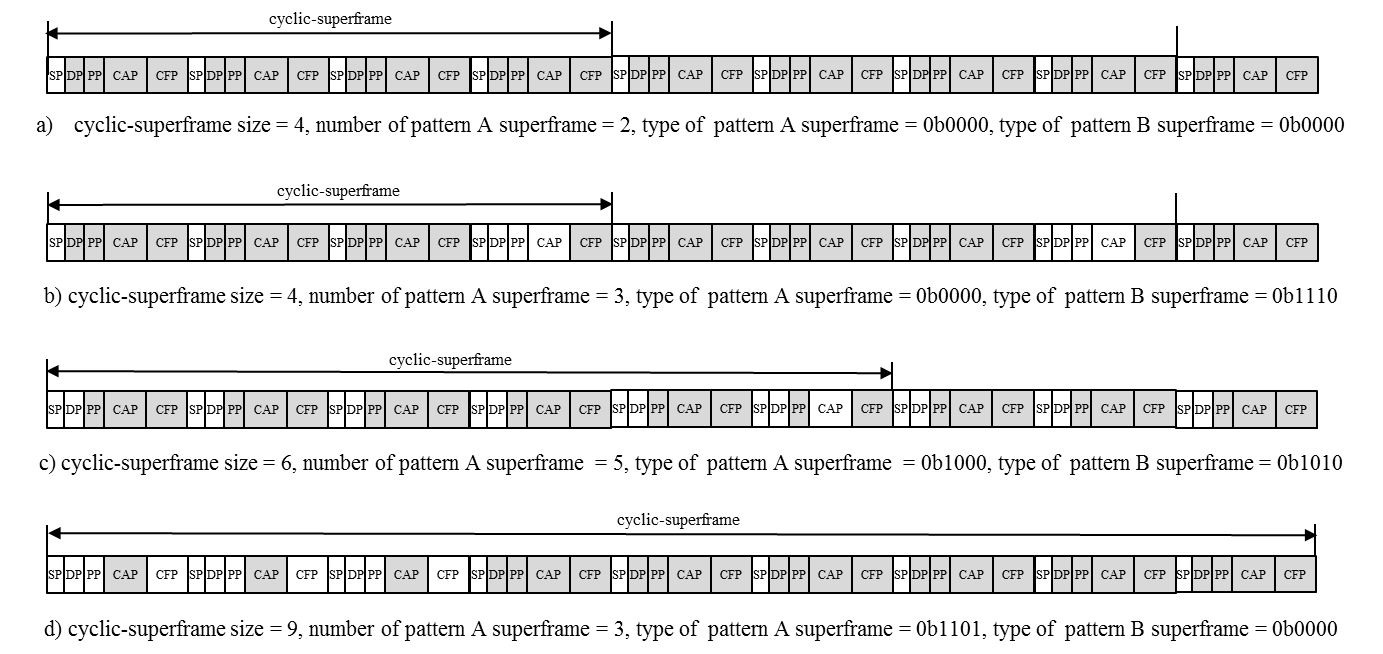 cyclic-superframe
SP DP PP CAP CFP SP DP PP CAP CFP SP DP PP CAP CFP SP DP PP CAP CFP SP DP PP CAP CFP SP DP PP CAP CFP SP DP PP CAP CFP SP DP PP CAP CFP SP DP PP CAP CFP
a) cyclic-superframe size = 4, number of pattern A superframe = 2, type of pattern A superframe = 0b0000, type of pattern B superframe = 0b0000
cyclic-superframe
SP DP PP CAP CFP SP DP PP CAP CFP SP DP PP CAP CFP SP DP PP CAP CFP SP DP PP CAP CFP SP DP PP CAP CFP SP DP PP CAP CFP SP DP PP CAP CFP SP DP PP CAP CFP
b) cyclic-superframe size = 4, number of pattern A superframe = 3, type of pattern A superframe = 0b0000, type of pattern B superframe = 0b1110
cyclic-superframe
SP DP PP CAP CFP SP DP PP CAP CFP SP DP PP CAP CFP SP DP PP CAP CFP SP DP PP CAP CFP SP DP PP CAP CFP SP DP PP CAP CFP SP DP PP CAP CFP SP DP PP CAP CFP
c) cyclic-superframe size = 6, number of pattern A superframe = 5, type of pattern A superframe = 0b1000, type of pattern B superframe = 0b1010
cyclic-superframe
SP DP PP CAP CFP SP DP PP CAP CFP SP DP PP CAP CFP SP DP PP CAP CFP SP DP PP CAP CFP SP DP PP CAP CFP SP DP PP CAP CFP SP DP PP CAP CFP SP DP PP CAP CFP
d) cyclic-superframe size = 9, number of pattern A superframe = 3, type of pattern A superframe = 0b1101, type of pattern B superframe = 0b0000